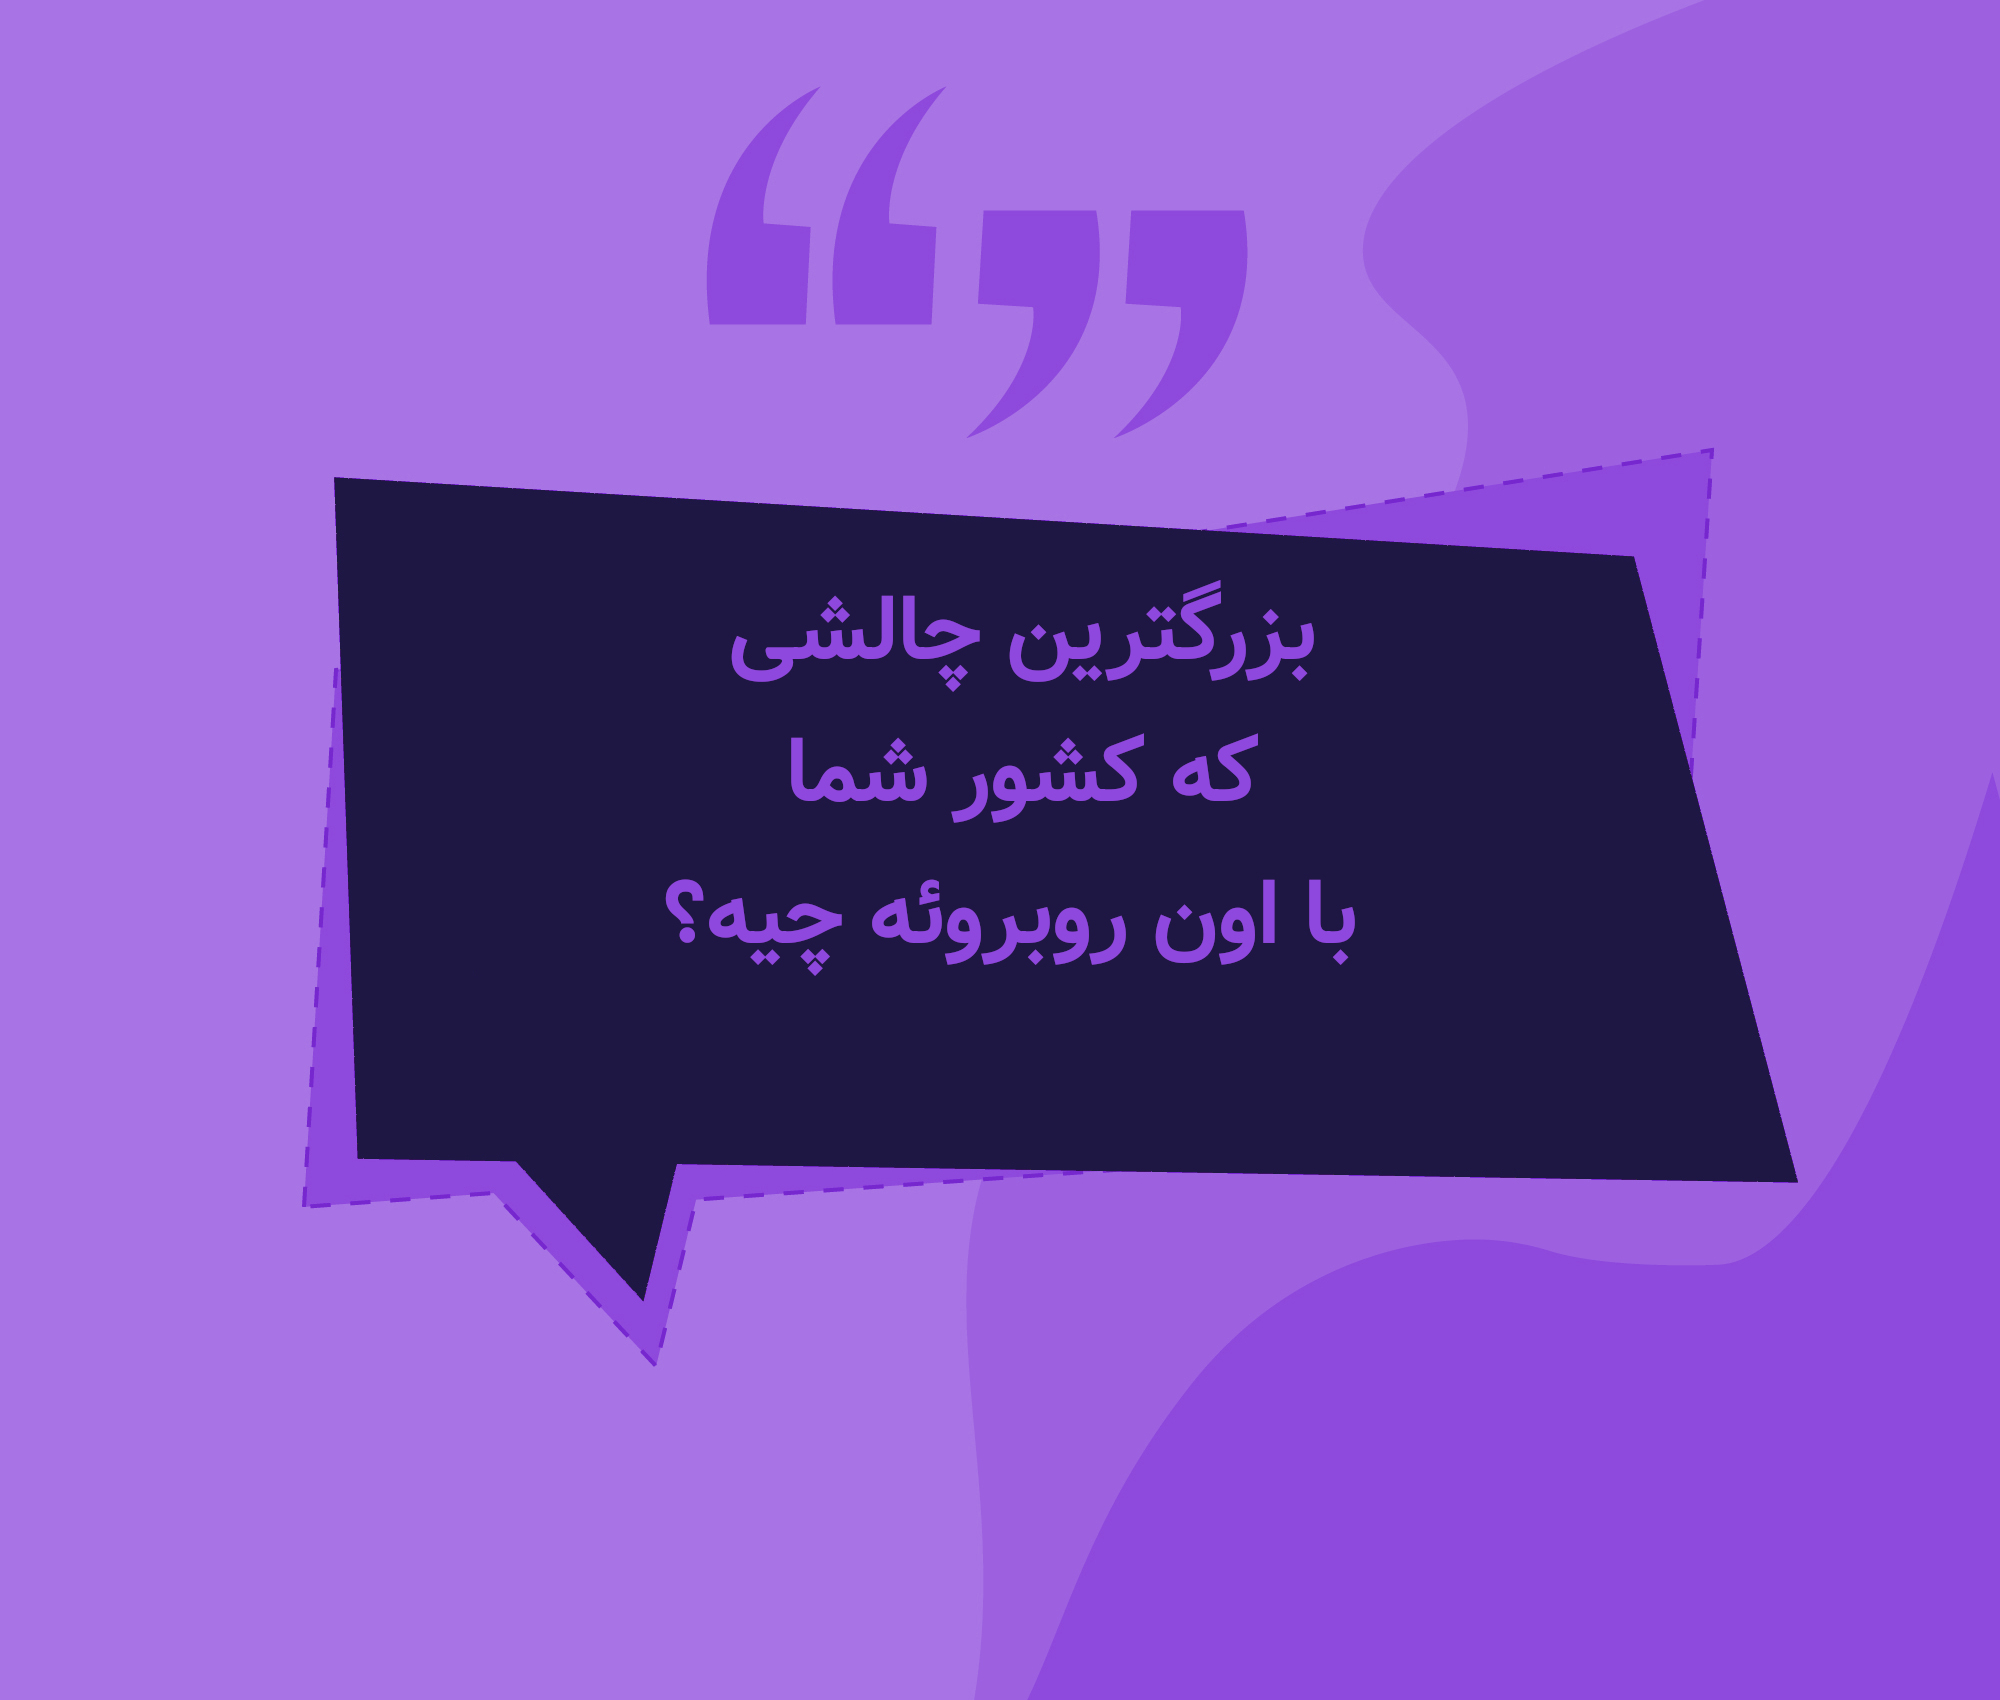 بزرگترین چالشی
که کشور شما
با اون روبروئه چیه؟